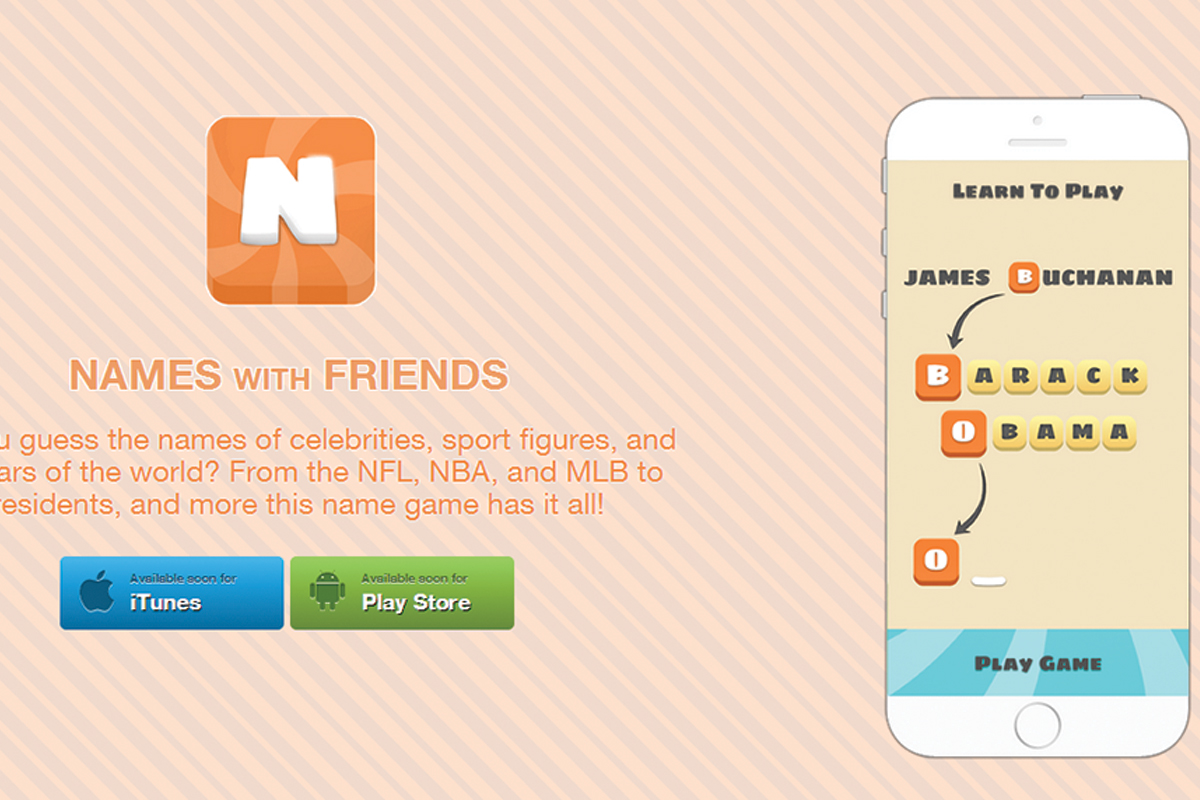 N
NAMES WITH FRIENDS
u guess the names of celebrities, sport figures, and
ars of the world? From the NFL, NBA, and MLB to
residents, and more this name game has it all!
Available soon for
iTunes
Available soon for
Play Store
LEARN TO PLAY
JAMES BUCHANAN
BARACK
OBAMA
O _
PLAY GAME